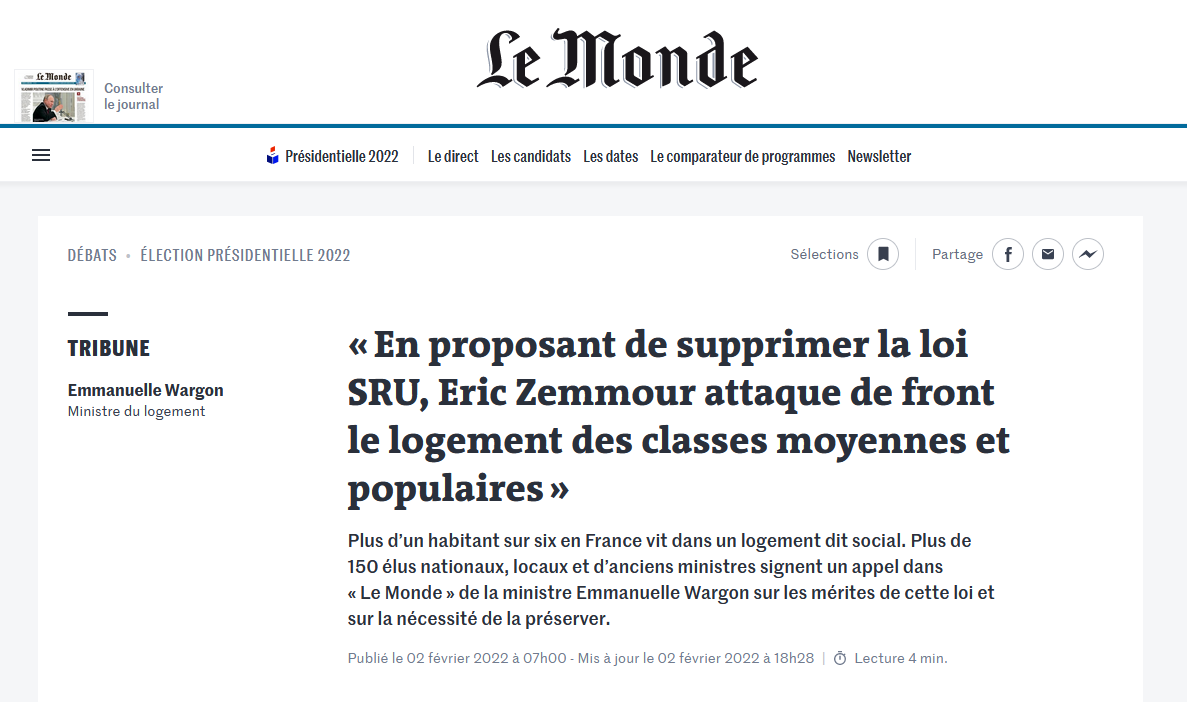 Le Monde
Le Monde
Consulter
le journal
Présidentielle 2022
Le direct
Les candidats
Les dates
Le comparateur de programmes
Newsletter
DÉBATS • ÉLECTION PRÉSIDENTIELLE 2022
Sélections
Partage
TRIBUNE
Emmanuelle Wargon
Ministre du logement
« En proposant de supprimer la loi
SRU, Eric Zemmour attaque de front
le logement des classes moyennes et
populaires »
Plus d’un habitant sur six en France vit dans un logement dit social. Plus de
150 élus nationaux, locaux et d’anciens ministres signent un appel dans
« Le Monde » de la ministre Emmanuelle Wargon sur les mérites de cette loi et
sur la nécessité de la préserver.
Publié le 02 février 2022 à 07h00 - Mis à jour le 02 février 2022 à 18h28 | Lecture 4 min.